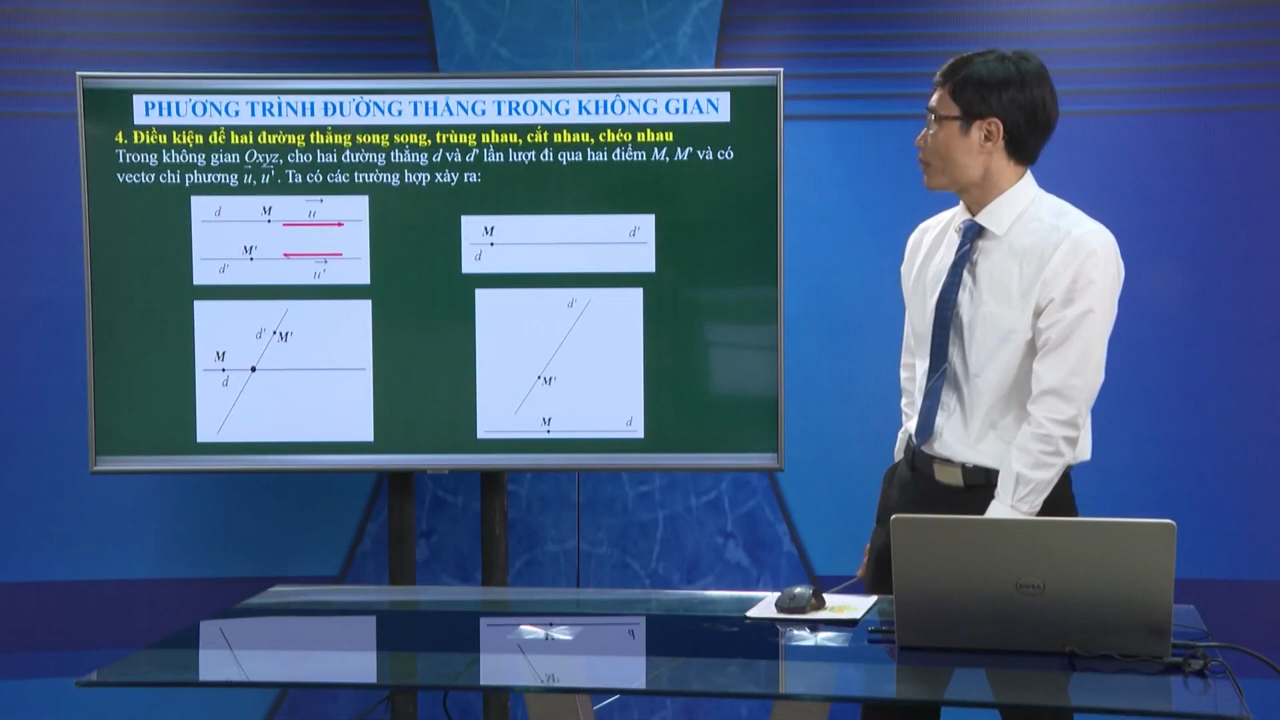 PHƯƠNG TRÌNH ĐƯỜNG THẲNG TRONG KHÔNG GIAN
4. Điều kiện để hai đường thẳng song song, trùng nhau, cắt nhau, chéo nhau
Trong không gian Oxyz, cho hai đường thẳng d và d' lần lượt đi qua hai điểm M, M' và có
vectơ chỉ phương u, u'. Ta có các trường hợp xảy ra:
d M u
M'
d' u'
M d'
d
d' M'
M
d
d'
M'
M d
DELL